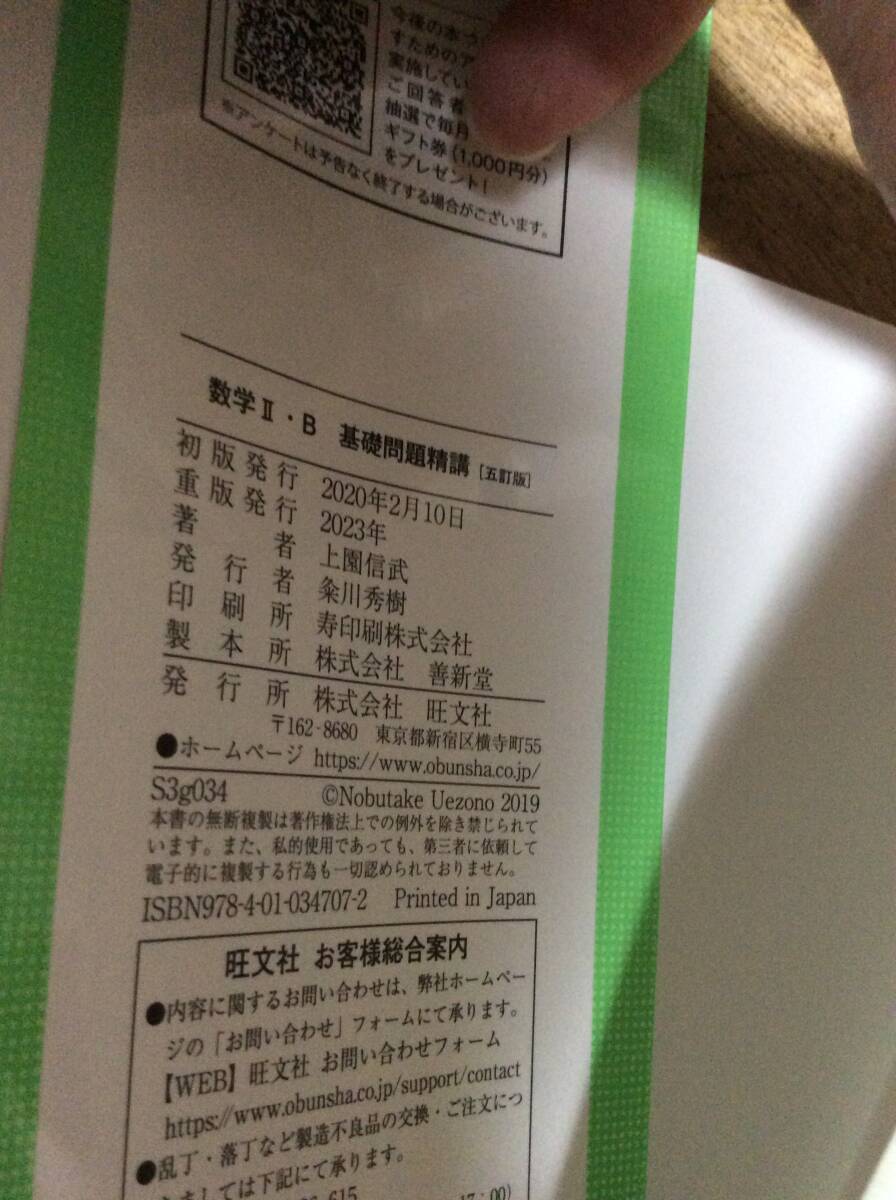 今後の本づ
すためのア
実施してい
ご回答者
抽選で毎月
ギフト券(1,000円分)
をプレゼント!
※アンケートは予告なく終了する場合がございます。
数学Ⅱ・B 基礎問題精講 [五訂版]
初版発行 2020年2月10日
重版発行 2023年
著者 上園信武
発行者 粂川秀樹
印刷所 寿印刷株式会社
製本所 株式会社 善新堂
発行所 株式会社 旺文社
〒162-8680 東京都新宿区横寺町55
●ホームページ https://www.obunsha.co.jp/
S3g034 ©Nobutake Uezono 2019
本書の無断複製は著作権法上での例外を除き禁じられて
います。また、私的使用であっても、第三者に依頼して
電子的に複製する行為も一切認められておりません。
ISBN978-4-01-034707-2 Printed in Japan
旺文社 お客様総合案内
●内容に関するお問い合わせは、弊社ホームペー
ジの「お問い合わせ」フォームにて承ります。
【WEB】旺文社 お問い合わせフォーム
https://www.obunsha.co.jp/support/contact
●乱丁・落丁など製造不良品の交換・ご注文につ
きましては下記にて承ります。
615
17:00)